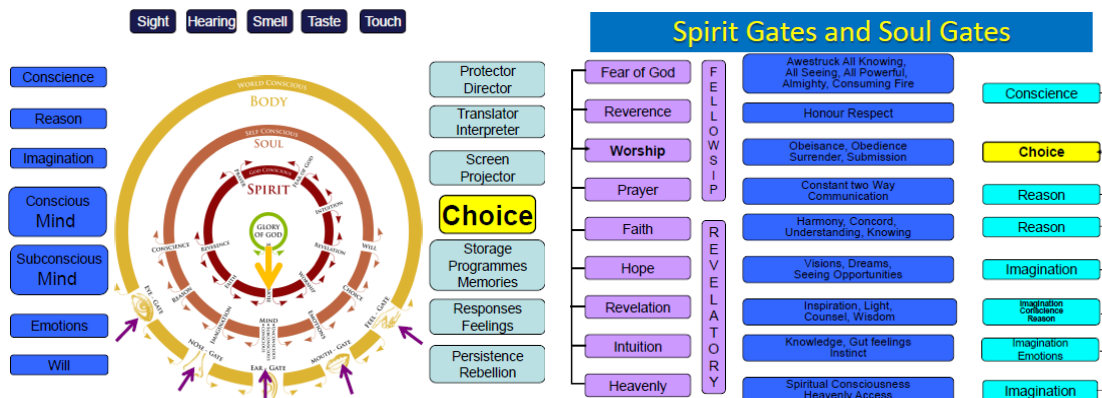 Sight
Hearing
Smell
Taste
Touch
Conscience
Reason
Imagination
Conscious
Mind
Subconscious
Mind
Emotions
Will
WORLD CONSCIOUS
BODY
SELF CONSCIOUS
SOUL
GOD CONSCIOUS
SPIRIT
GLORY
OF GOD
PRAYER
FEAR OF GOD
INTUITION
REVELATION
WORSHIP
HOPE
FAITH
REVERENCE
CONSCIENCE
REASON
IMAGINATION
MIND
EMOTIONS
CHOICE
WILL
EYE - GATE
NOSE - GATE
EAR GATE
MOUTH - GATE
FEEL - GATE
Protector
Director
Translator
Interpreter
Screen
Projector
Choice
Storage
Programmes
Memories
Responses
Feelings
Persistence
Rebellion
Spirit Gates and Soul Gates
Fear of God
Reverence
Worship
Prayer
Faith
Hope
Revelation
Intuition
Heavenly
FELLOWSIP
REVELATORY
Awestruck All Knowing,
All Seeing, All Powerful,
Almighty, Consuming Fire
Honour Respect
Obeisance, Obedience
Surrender, Submission
Constant two Way
Communication
Harmony, Concord,
Understanding, Knowing
Visions, Dreams,
Seeing Opportunities
Inspiration, Light,
Counsel, Wisdom
Knowledge, Gut feelings
Instinct
Spiritual Consciousness
Heavenly Access
Conscience
Choice
Reason
Reason
Imagination
Imagination
Conscience
Reason
Imagination
Emotions
Imagination